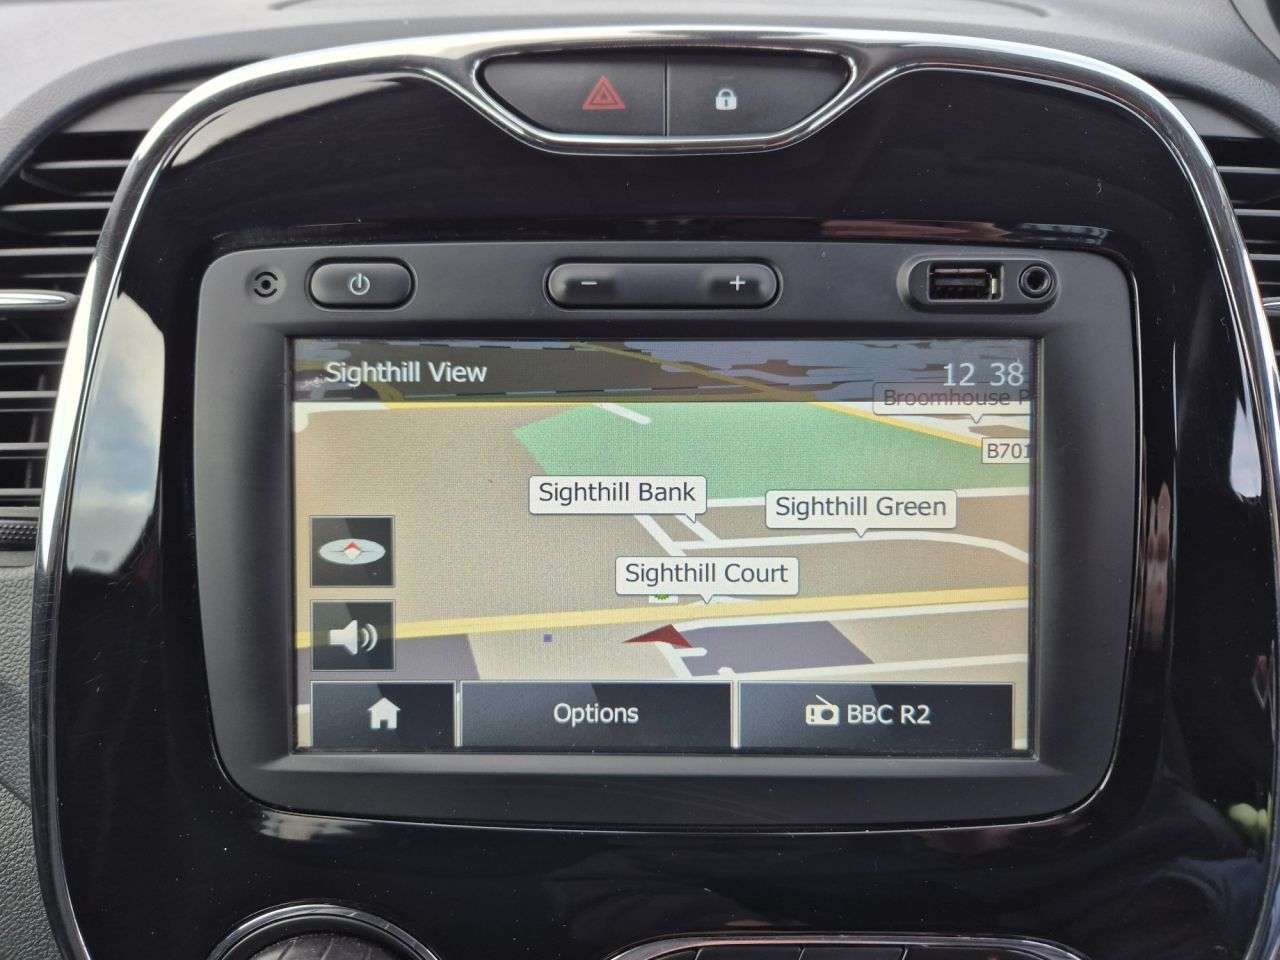 Sighthill View
12 38
Broomhouse P
B701
Sighthill Bank
Sighthill Green
Sighthill Court
Options
BBC R2